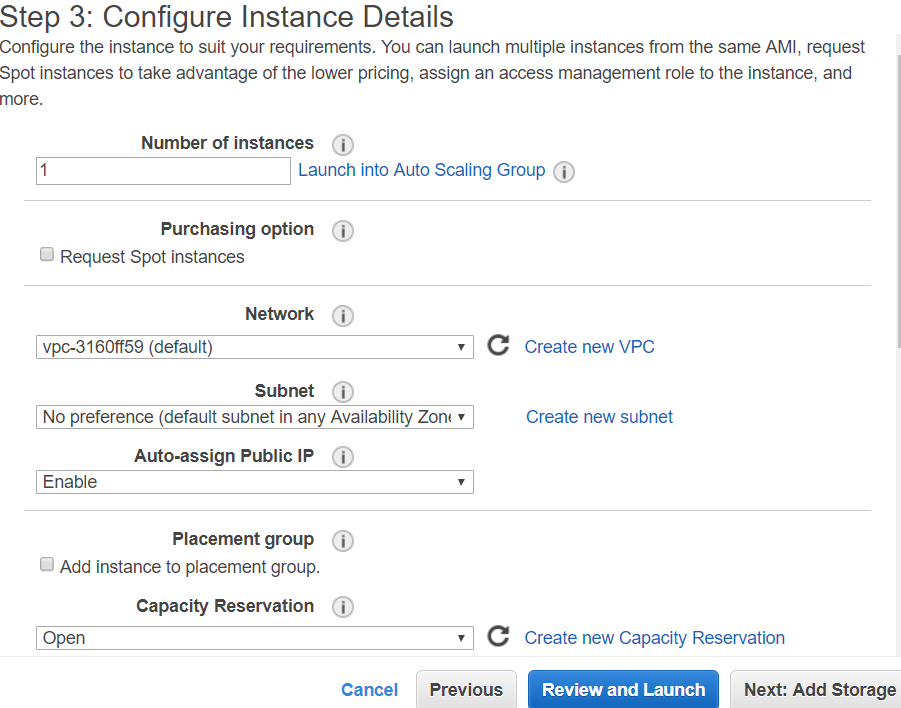 Step 3: Configure Instance Details
Configure the instance to suit your requirements. You can launch multiple instances from the same AMI, request
Spot instances to take advantage of the lower pricing, assign an access management role to the instance, and
more.
Number of instances
1 Launch into Auto Scaling Group
Purchasing option
Request Spot instances
Network
vpc-3160ff59 (default) Create new VPC
Subnet
No preference (default subnet in any Availability Zone Create new subnet
Auto-assign Public IP
Enable
Placement group
Add instance to placement group.
Capacity Reservation
Open Create new Capacity Reservation
Cancel Previous Review and Launch Next: Add Storage